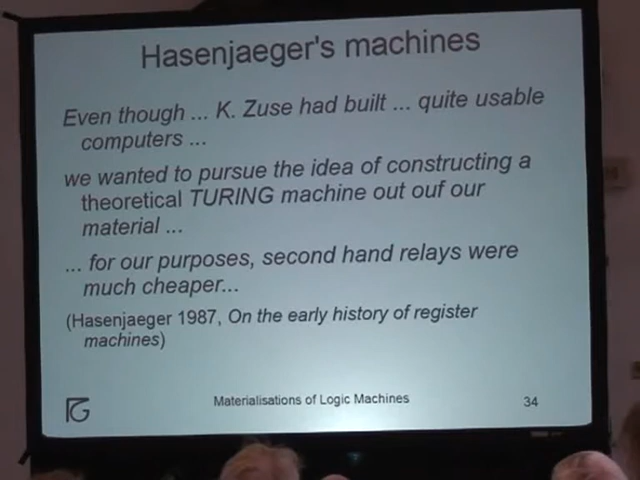 Hasenjaeger's machines
Even though ... K. Zuse had built ... quite usable
computers ...
we wanted to pursue the idea of constructing a
theoretical TURING machine out ouf our
material ...
... for our purposes, second hand relays were
much cheaper...
(Hasenjaeger 1987, On the early history of register
machines)
Materialisations of Logic Machines
34